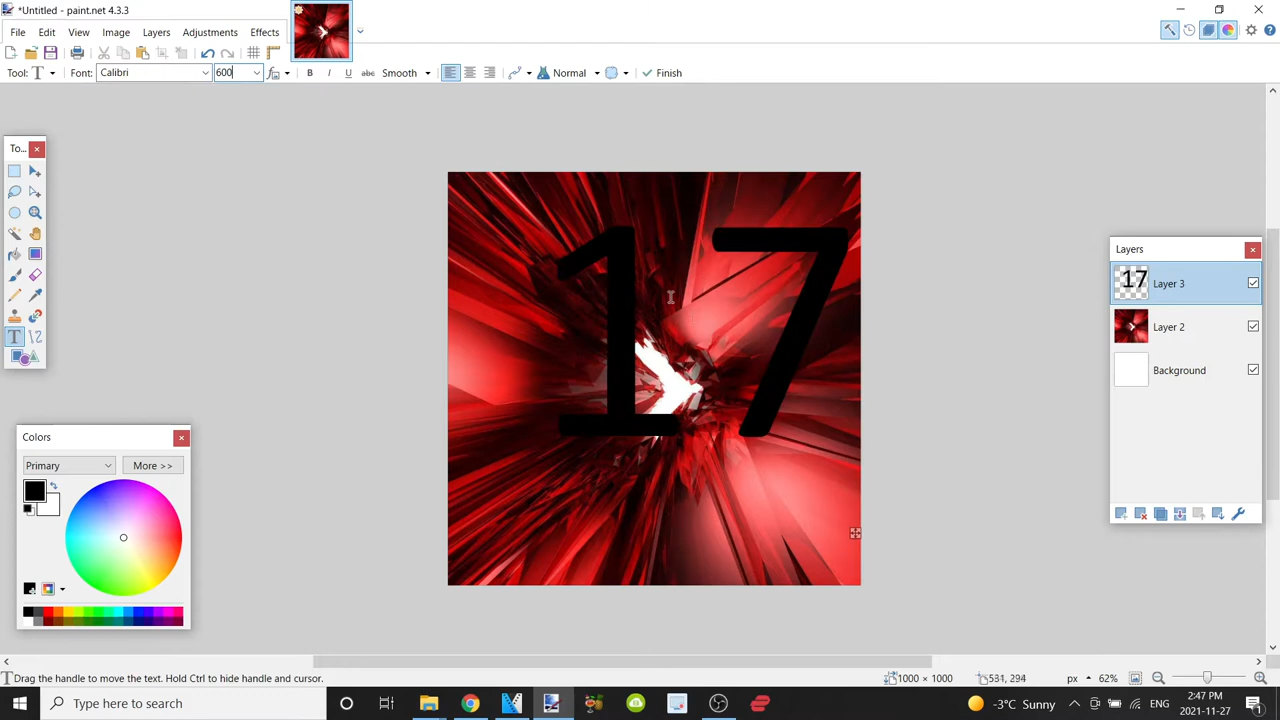 *Untitled - paint.net 4.3.3
File Edit View Image Layers Adjustments Effects
Tool: T Font: Calibri 600 fx B I U abc Smooth Normal Finish
To...
17
Layers
17 Layer 3
Layer 2
Background
T
Colors
Primary More >>
Drag the handle to move the text. Hold Ctrl to hide handle and cursor. 1000 × 1000 531, 294 px 62%
Type here to search -3°C Sunny ENG 2:47 PM
2021-11-27 1